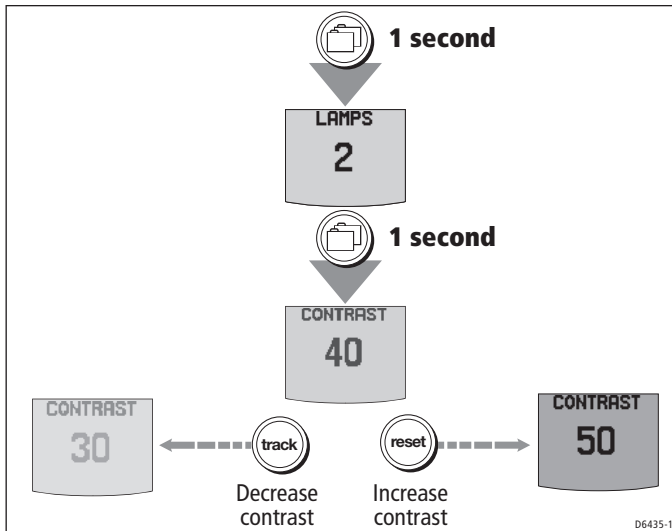 1 second
LAMPS
2
1 second
CONTRAST
40
CONTRAST
30
track
Decrease
contrast
reset
Increase
contrast
CONTRAST
50
D6435-1